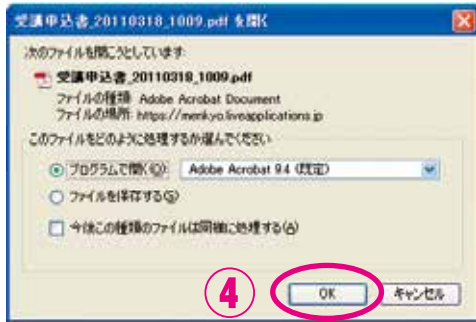 受講申込書_20110318_1009.pdf を開く
次のファイルを開こうとしています:
受講申込書_20110318_1009.pdf
ファイルの種類: Adobe Acrobat Document
ファイルの場所: https://menkyo.liveapplications.jp
このファイルをどのように処理するか選んでください
プログラムで開く(O): Adobe Acrobat 9.4 (既定)
ファイルを保存する(S)
今後この種類のファイルは同様に処理する(A)
④ OK キャンセル